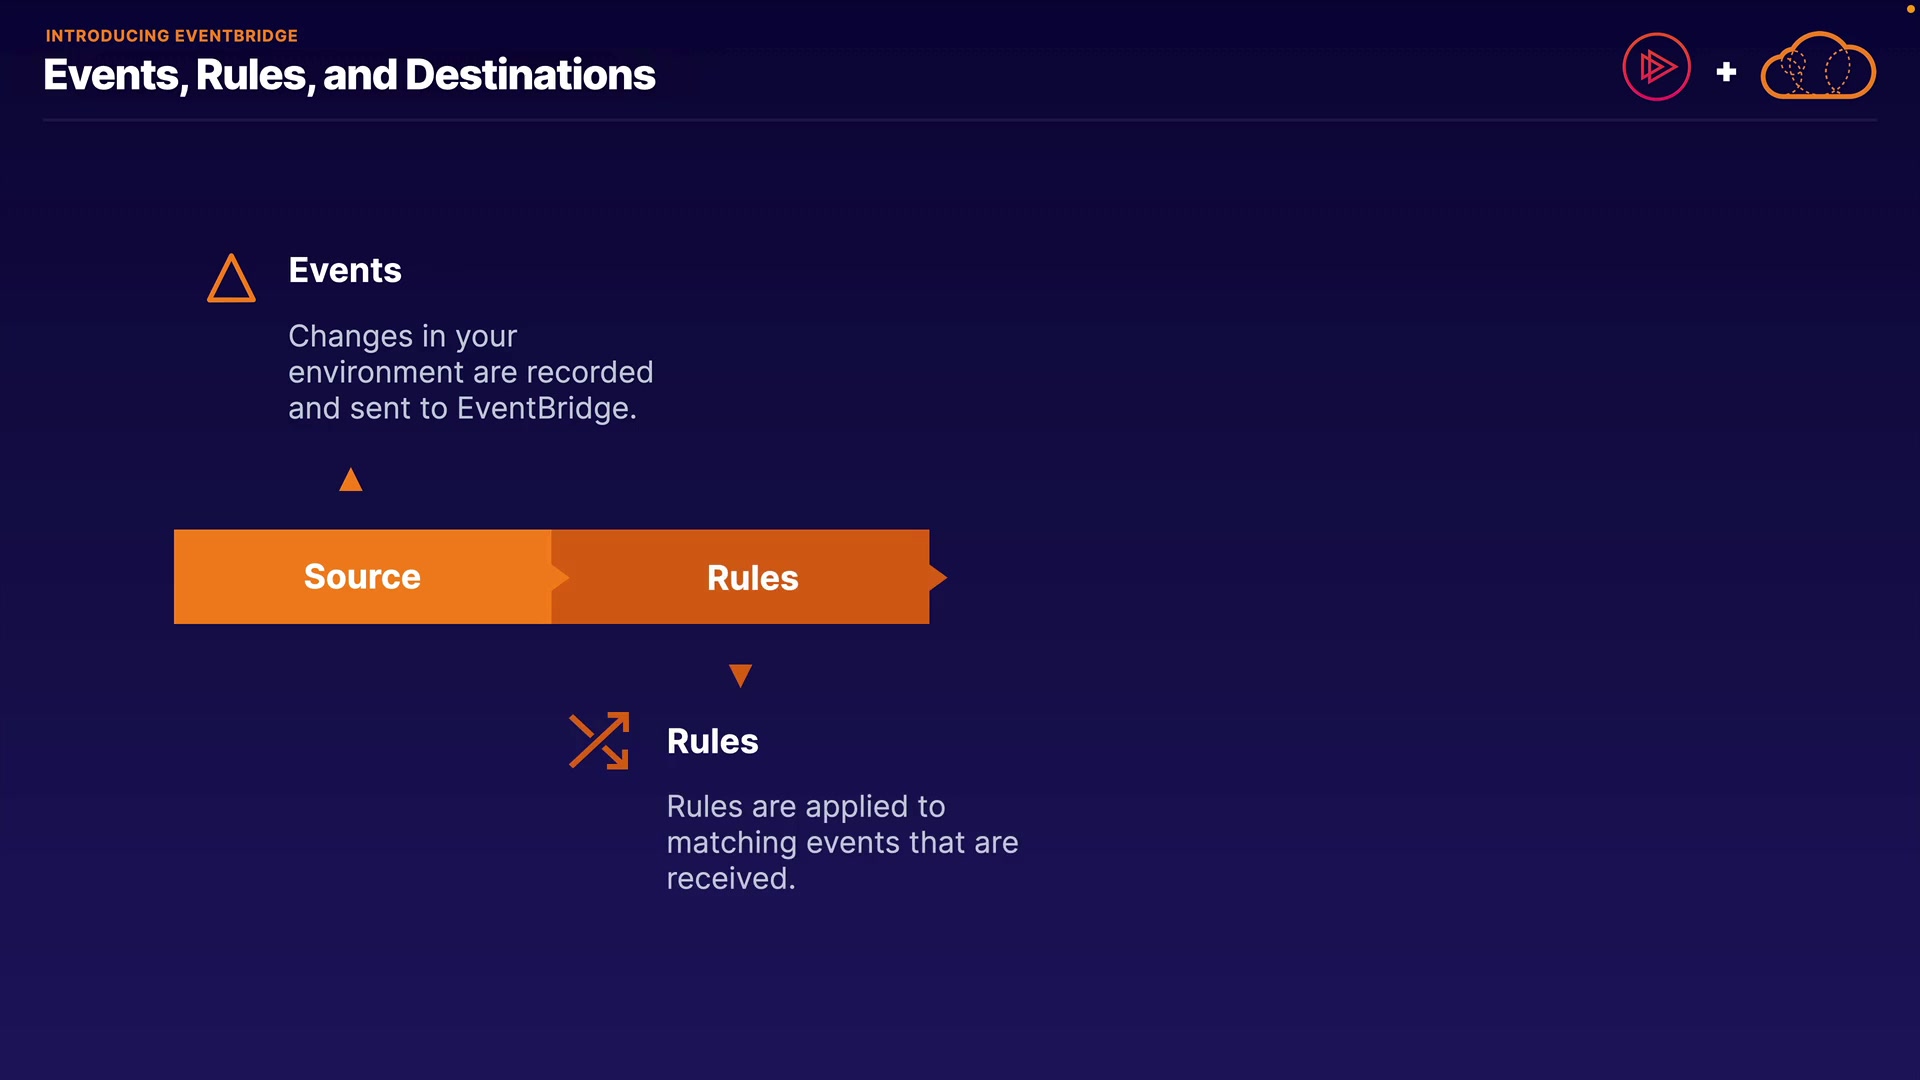 INTRODUCING EVENTBRIDGE
Events, Rules, and Destinations
Events
Changes in your
environment are recorded
and sent to EventBridge.
Source
Rules
Rules
Rules are applied to
matching events that are
received.